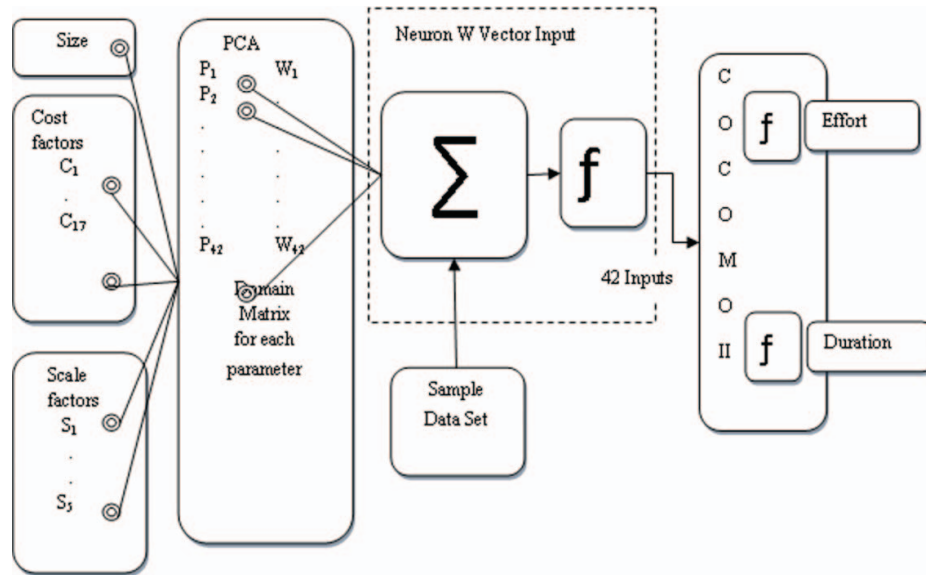 Size
Cost
factors
C1
.
C17
Scale
factors
S1
.
.
S5
PCA
P1 W1
P2 .
.
. .
. .
. .
P42 W42
Domain
Matrix
for each
parameter
Neuron W Vector Input
Σ
f
42 Inputs
Sample
Data Set
C
O
C
O
M
O
II
f
Effort
f
Duration